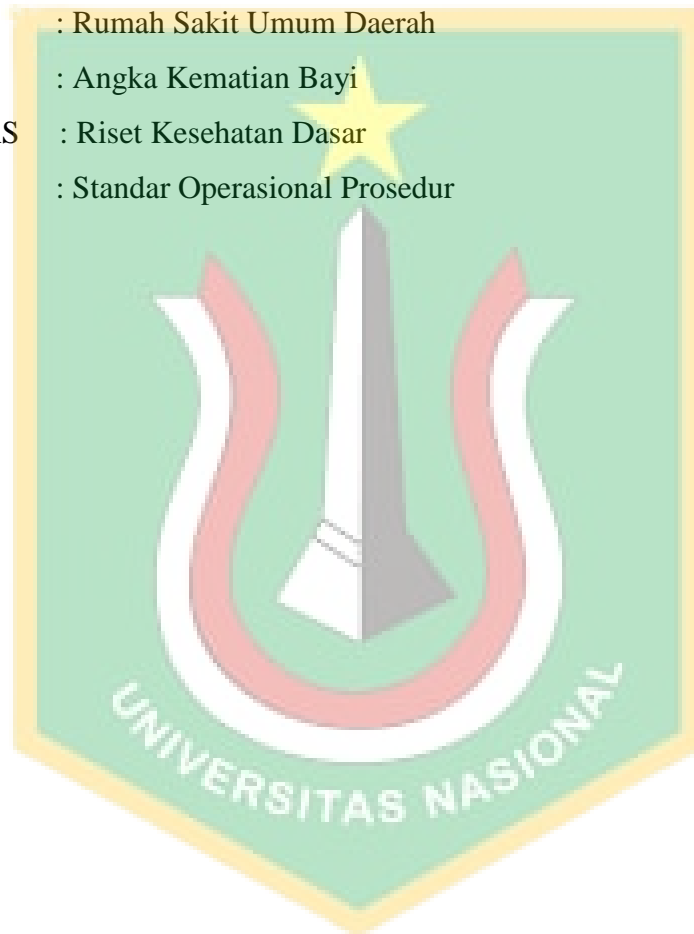 : Rumah Sakit Umum Daerah
: Angka Kematian Bayi
S : Riset Kesehatan Dasar
: Standar Operasional Prosedur
UNIVERSITAS NASIONAL